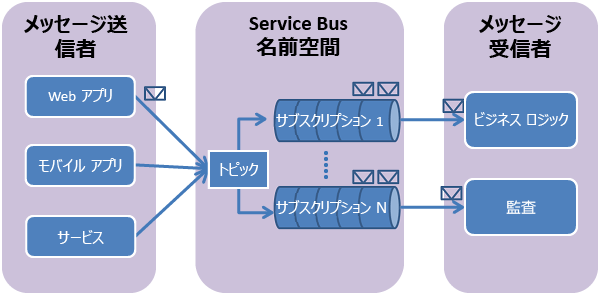 メッセージ送
信者
Web アプリ
モバイル アプリ
サービス
Service Bus
名前空間
トピック
サブスクリプション 1
サブスクリプション N
メッセージ
受信者
ビジネス ロジック
監査